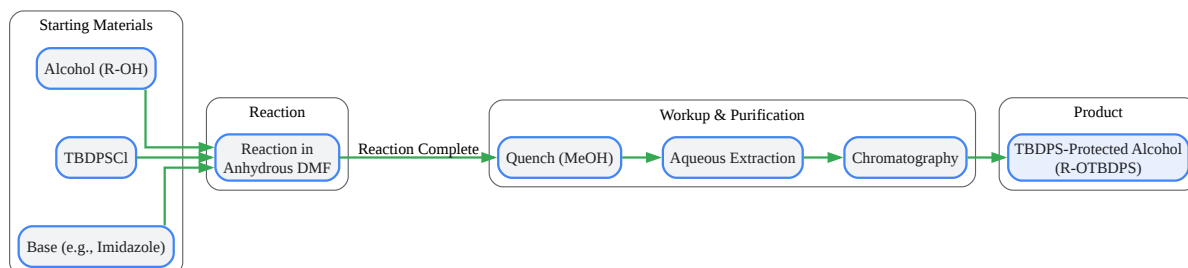 Starting Materials
Alcohol (R-OH)
TBDPSCl
Base (e.g., Imidazole)
Reaction
Reaction in
Anhydrous DMF
Reaction Complete
Workup & Purification
Quench (MeOH)
Aqueous Extraction
Chromatography
Product
TBDPS-Protected Alcohol
(R-OTBDPS)